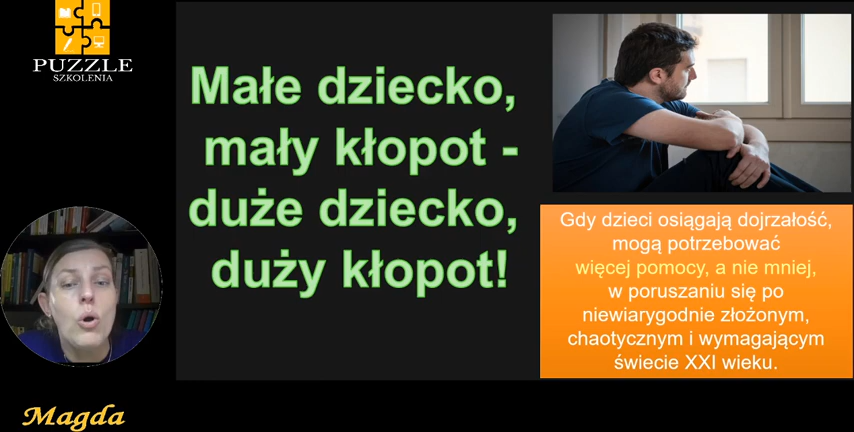 PUZZLE
SZKOLENIA
Małe dziecko,
mały kłopot -
duże dziecko,
duży kłopot!
Gdy dzieci osiągają dojrzałość,
mogą potrzebować
więcej pomocy, a nie mniej,
w poruszaniu się po
niewiarygodnie złożonym,
chaotycznym i wymagającym
świecie XXI wieku.
Magda